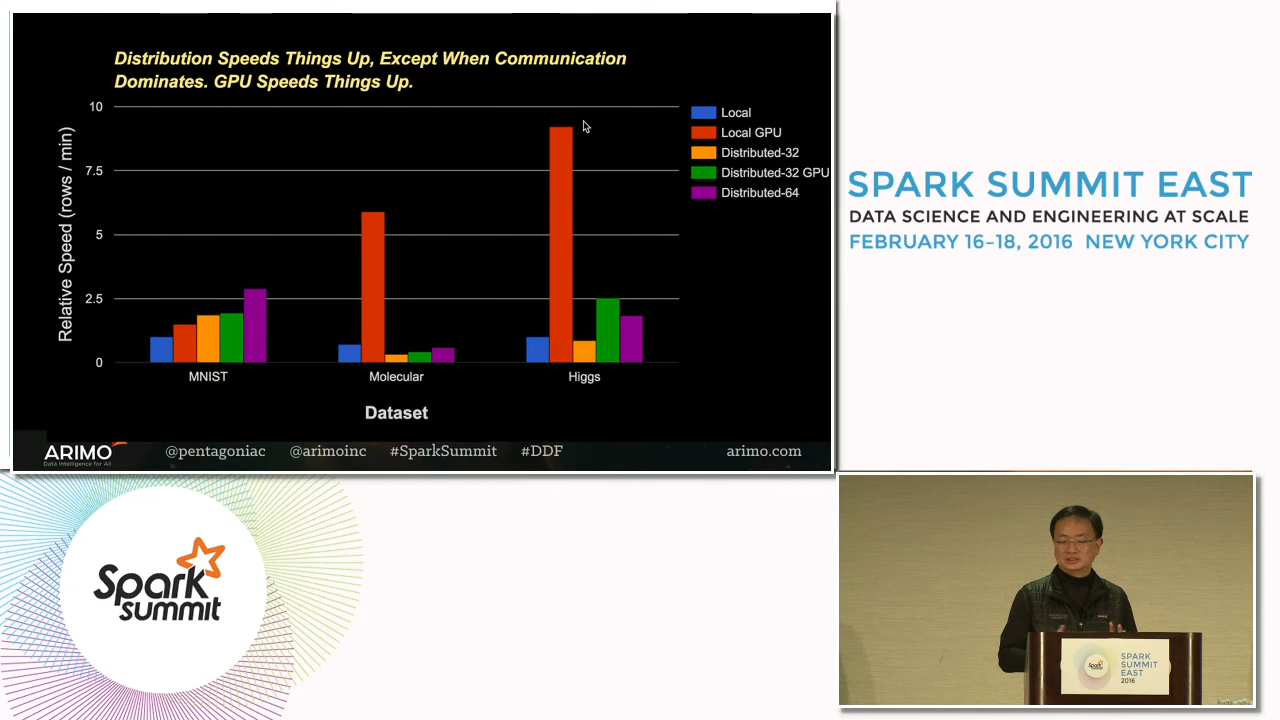 Distribution Speeds Things Up, Except When Communication
Dominates. GPU Speeds Things Up.
10
7.5
5
2.5
0
Relative Speed (rows / min)
MNIST
Molecular
Higgs
Dataset
Local
Local GPU
Distributed-32
Distributed-32 GPU
Distributed-64
ARIMO
Data Intelligence for All
@pentagoniac
@arimoinc
#SparkSummit
#DDF
arimo.com
SPARK SUMMIT EAST
DATA SCIENCE AND ENGINEERING AT SCALE
FEBRUARY 16–18, 2016 NEW YORK CITY
Spark
summit
Spark
SPARK
SUMMIT
EAST
2016